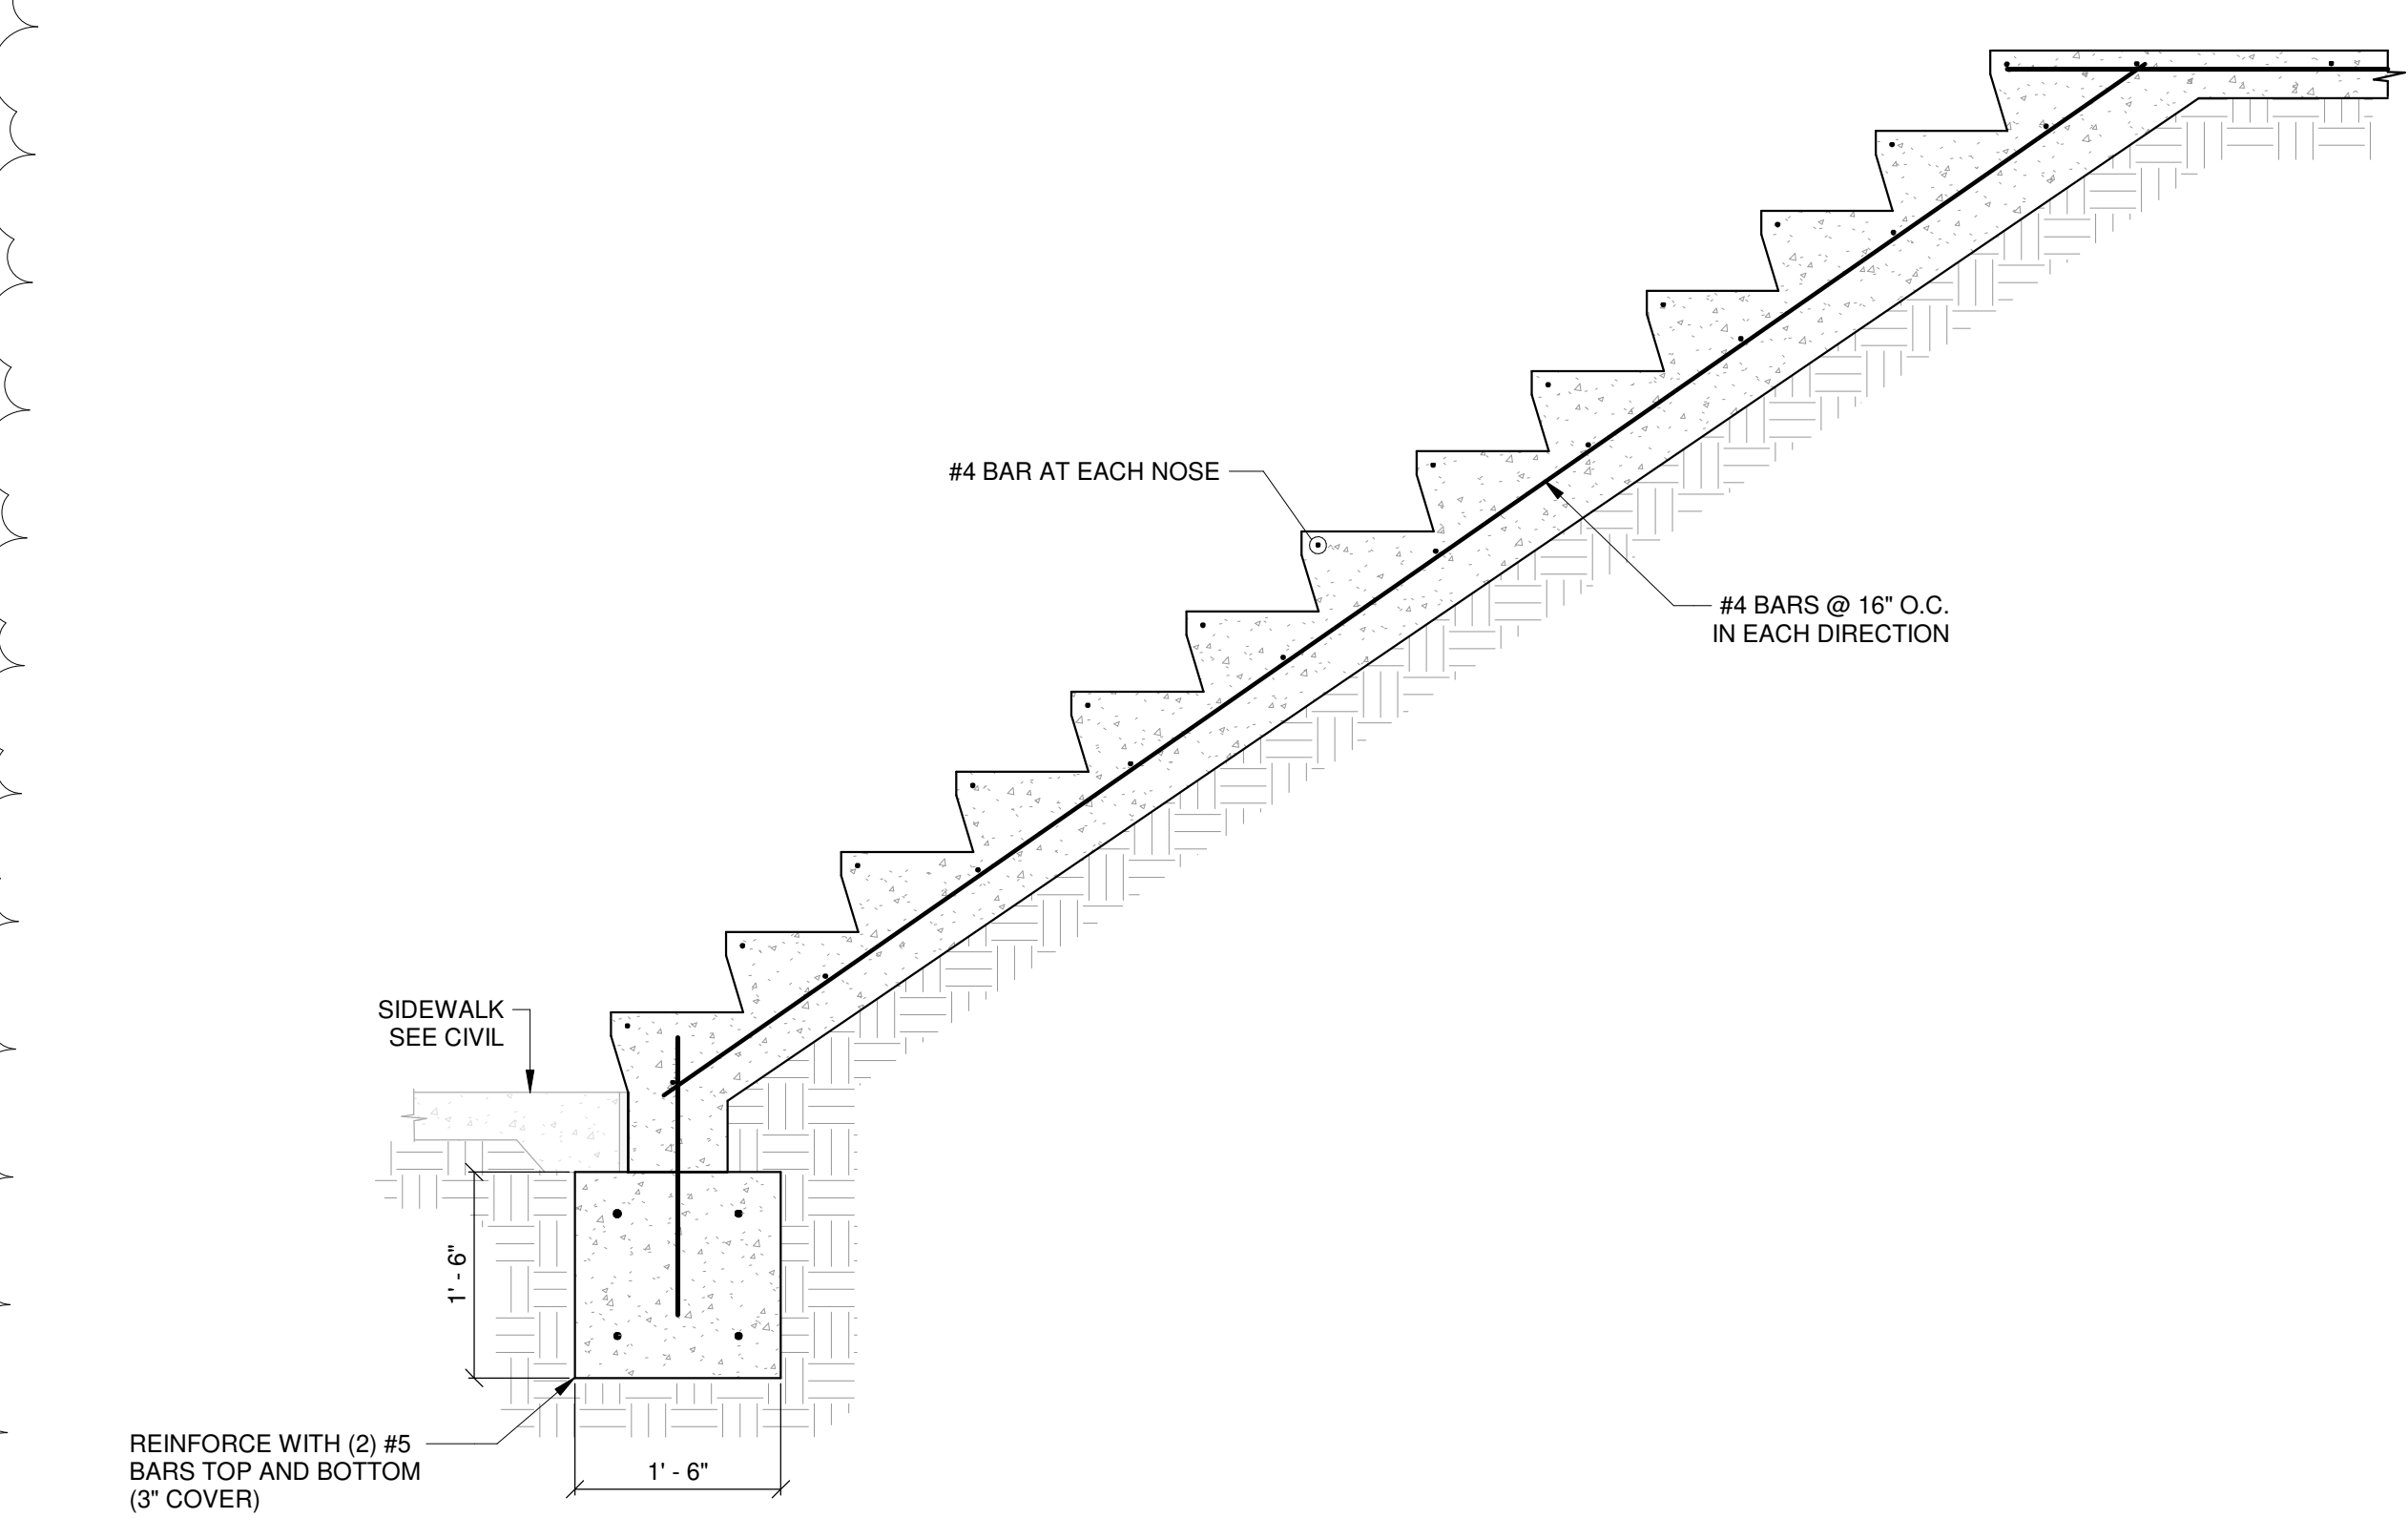 #4 BAR AT EACH NOSE
#4 BARS @ 16" O.C.
IN EACH DIRECTION
SIDEWALK
SEE CIVIL
1' - 6"
REINFORCE WITH (2) #5
BARS TOP AND BOTTOM
(3" COVER)
1' - 6"